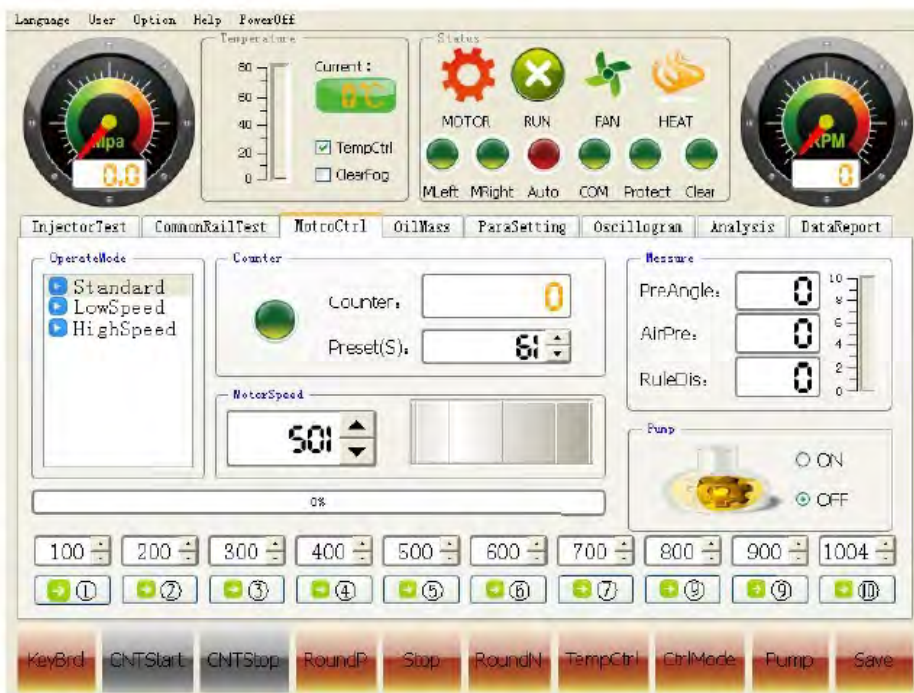 Language User Option Help PowerOff
Temperature
Status
80
60
40
20
0
Current:
0℃
TempCtrl
ClearFog
MOTOR RUN FAN HEAT
MLeft MRight Auto COM Protect Clear
Mpa
0.0
RPM
0
InjectorTest CommonRailTest MotroCtrl OilMass ParaSetting Oscillogram Analysis DataReport
OperateMode
Standard
LowSpeed
HighSpeed
Counter
Counter: 0
Preset(S): 61
MotorSpeed
501
Messure
PreAngle: 0
AirPre: 0
RuleDis: 0
10
8
6
4
2
0
Pump
ON
OFF
0%
100 200 300 400 500 600 700 800 900 1004
① ② ③ ④ ⑤ ⑥ ⑦ ⑨ ⑨ ⑩
KeyBrd CNTStart CNTStop RoundP Stop RoundN TempCtrl CtrlMode Pump Save